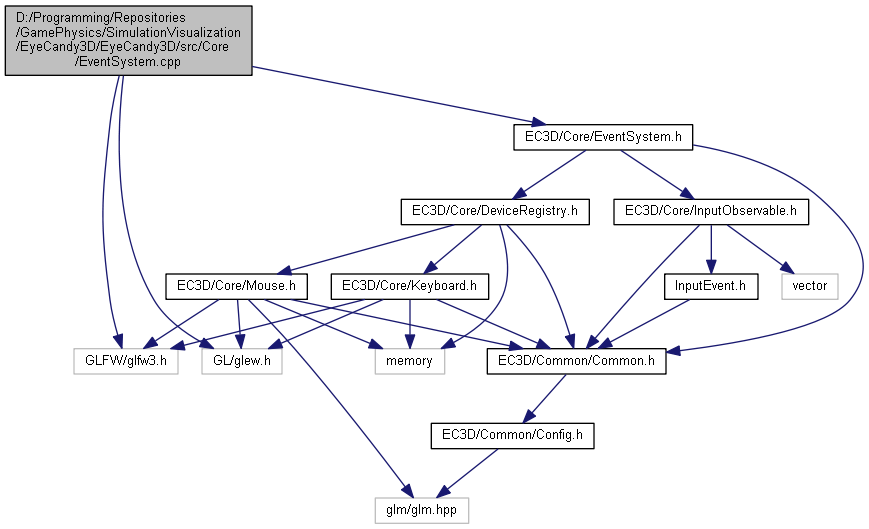 D:/Programming/Repositories
/GamePhysics/SimulationVisualization
/EyeCandy3D/EyeCandy3D/src/Core
/EventSystem.cpp
EC3D/Core/EventSystem.h
EC3D/Core/DeviceRegistry.h
EC3D/Core/InputObservable.h
EC3D/Core/Mouse.h
EC3D/Core/Keyboard.h
InputEvent.h
vector
GLFW/glfw3.h
GL/glew.h
memory
EC3D/Common/Common.h
EC3D/Common/Config.h
glm/glm.hpp